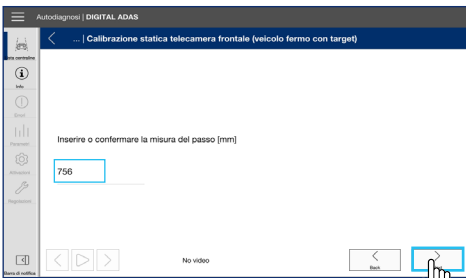 Autodiagnosi | DIGITAL ADAS
... | Calibrazione statica telecamera frontale (veicolo fermo con target)
Info
Errori
Parametri
Attivazioni
Regolazioni
Inserire o confermare la misura del passo [mm]
756
No video
Back
Barra di notifica